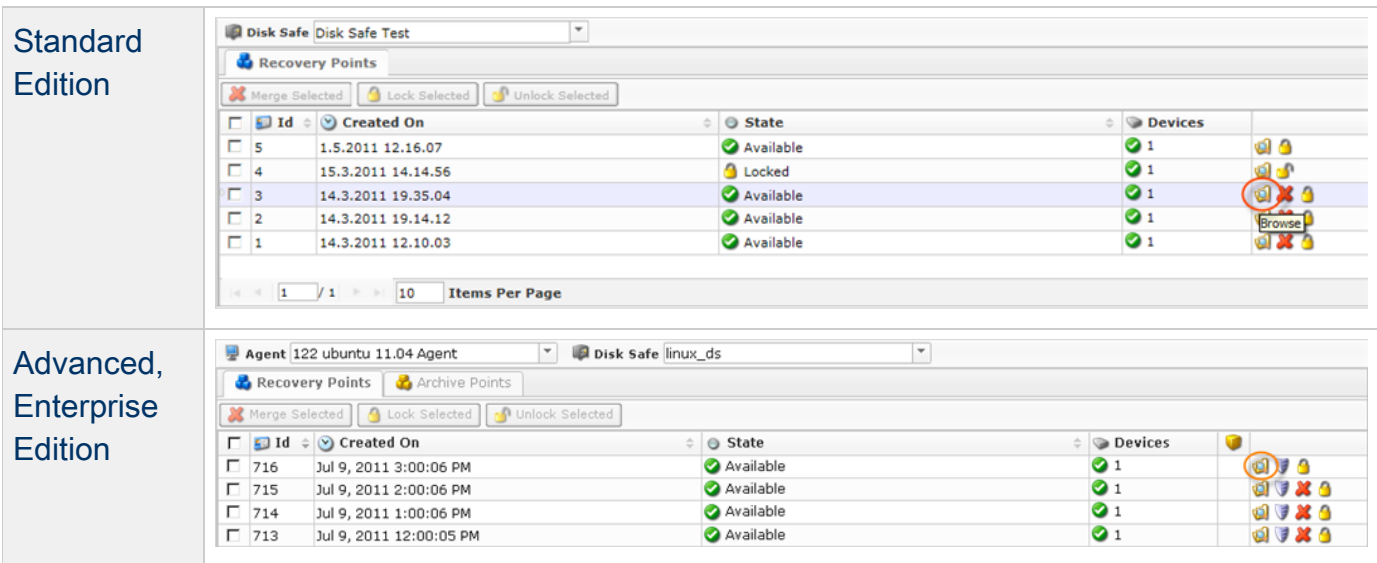 Standard
Edition
Disk Safe Disk Safe Test
Recovery Points
Merge Selected Lock Selected Unlock Selected
Id Created On State Devices
5 1.5.2011 12.16.07 Available 1
4 15.3.2011 14.14.56 Locked 1
3 14.3.2011 19.35.04 Available 1
2 14.3.2011 19.14.12 Available 1
Browse
1 14.3.2011 12.10.03 Available 1
1 / 1 10 Items Per Page
Advanced,
Enterprise
Edition
Agent 122 ubuntu 11.04 Agent Disk Safe linux_ds
Recovery Points Archive Points
Merge Selected Lock Selected Unlock Selected
Id Created On State Devices
716 Jul 9, 2011 3:00:06 PM Available 1
715 Jul 9, 2011 2:00:06 PM Available 1
714 Jul 9, 2011 1:00:06 PM Available 1
713 Jul 9, 2011 12:00:05 PM Available 1